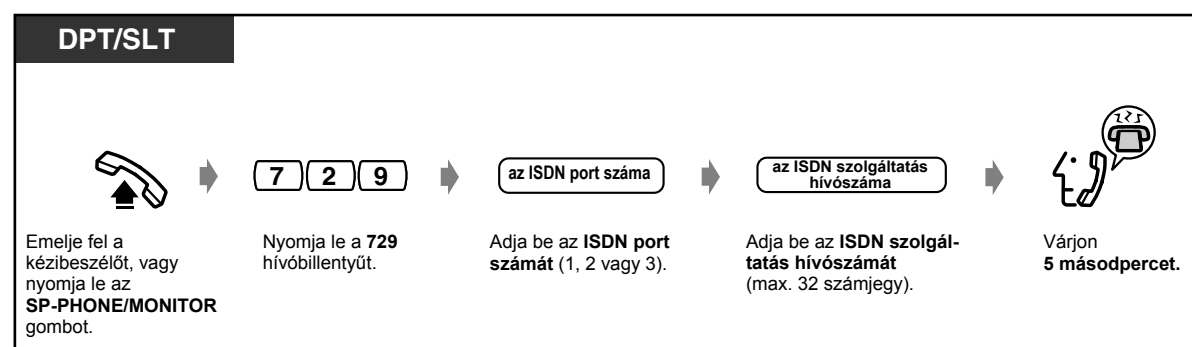 DPT/SLT
7 2 9
az ISDN port száma
az ISDN szolgáltatás
hívószáma
Emelje fel a
kézibeszélőt, vagy
nyomja le az
SP-PHONE/MONITOR
gombot.
Nyomja le a 729
hívóbillentyűt.
Adja be az ISDN port
számát (1, 2 vagy 3).
Adja be az ISDN szolgál-
tatás hívószámát
(max. 32 számjegy).
Várjon
5 másodpercet.